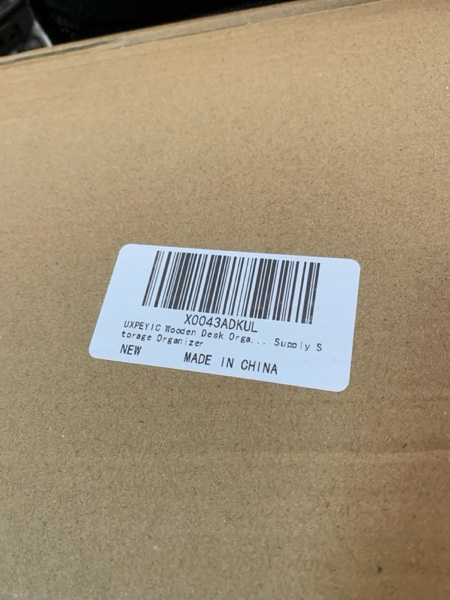 X0043ADKUL
UXPEYIC Wooden Desk Orga... Supply S
torage Organizer
NEW MADE IN CHINA